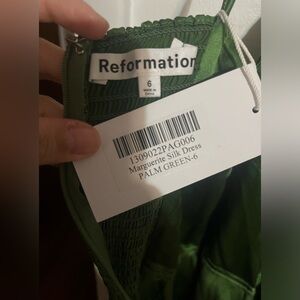 Reformation
6
MADE IN
CHINA
1309022PAG006
Marguerite Silk Dress
PALM GREEN-6